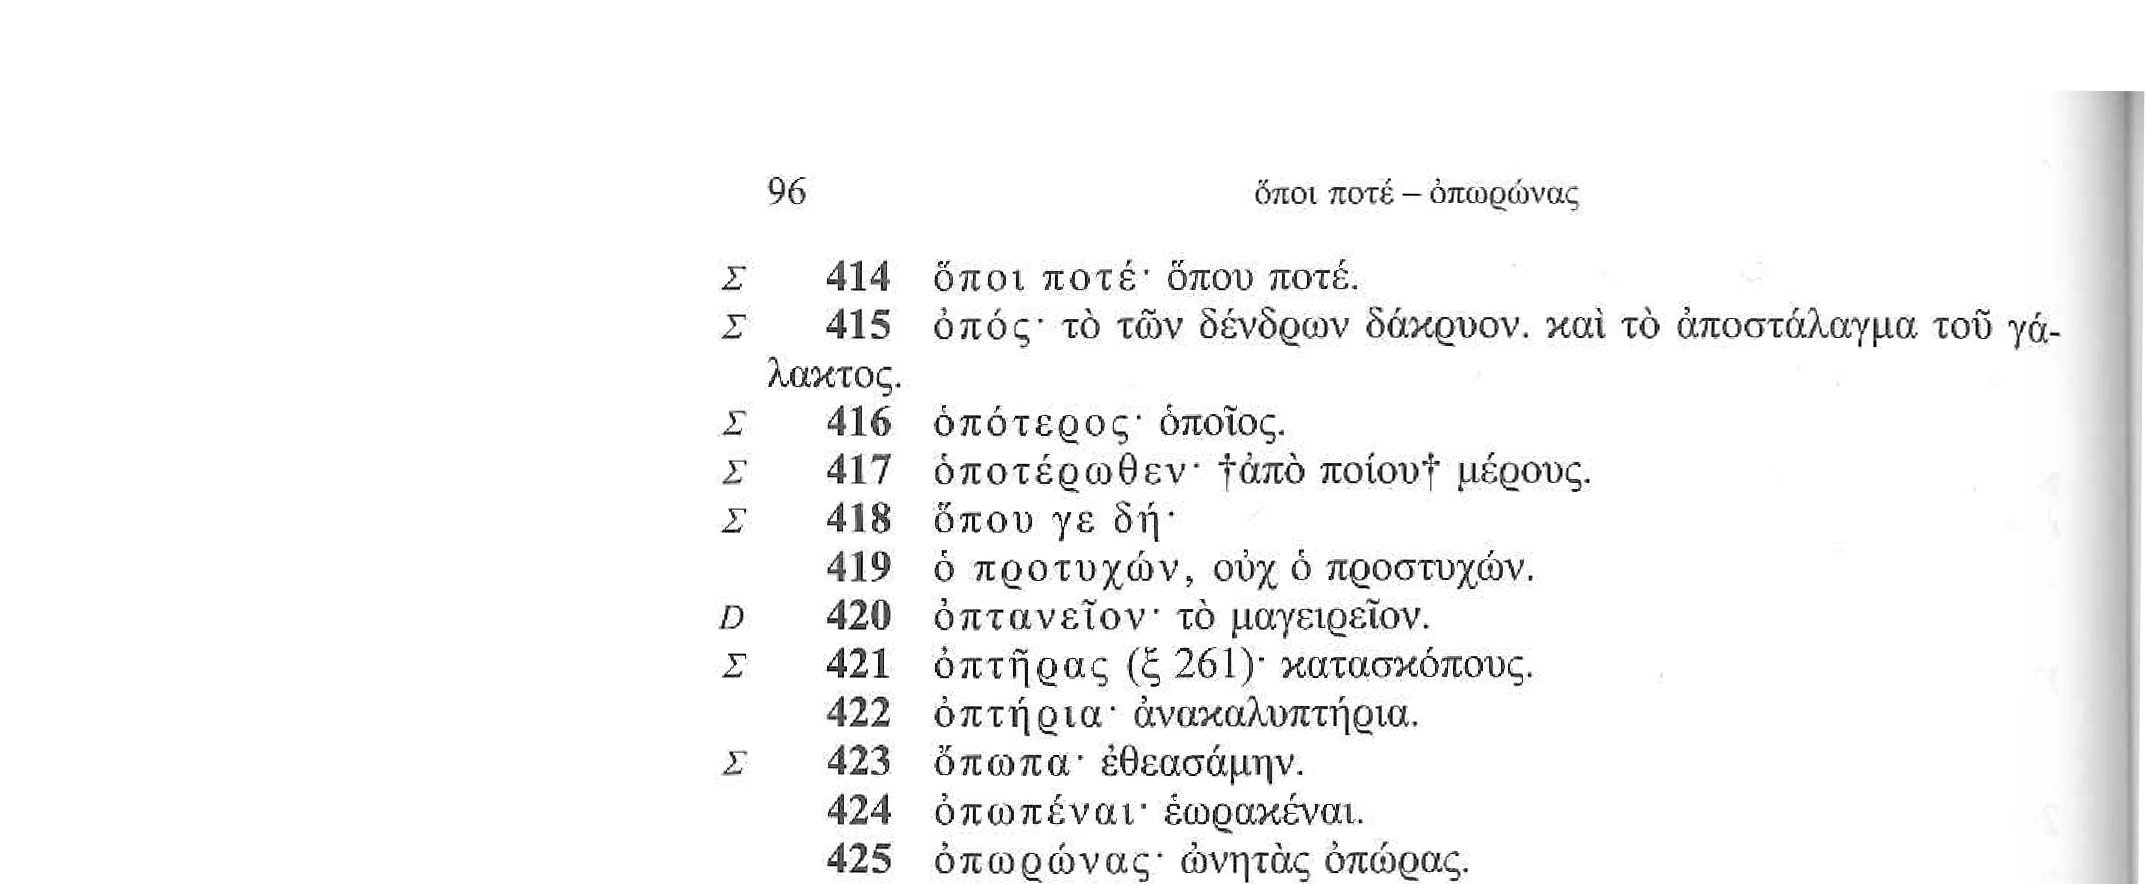 96 ὅποι ποτέ – ὀπωρώνας
Σ 414 ὅποι ποτέ· ὅπου ποτέ.
Σ 415 ὀπός· τὸ τῶν δένδρων δάκρυον. καὶ τὸ ἀποστάλαγμα τοῦ γά-
λακτος.
Σ 416 ὁπότερος· ὁποῖος.
Σ 417 ὁποτέρωθεν· †ἀπὸ ποίου† μέρους.
Σ 418 ὅπου γε δή·
419 ὁ προτυχών, οὐχ ὁ προστυχών.
D 420 ὀπτανεῖον· τὸ μαγειρεῖον.
Σ 421 ὀπτῆρας (ξ 261)· κατασκόπους.
422 ὀπτήρια· ἀνακαλυπτήρια.
Σ 423 ὄπωπα· ἐθεασάμην.
424 ὀπωπέναι· ἑωρακέναι.
425 ὀπωρώνας· ὠνητὰς ὀπώρας.